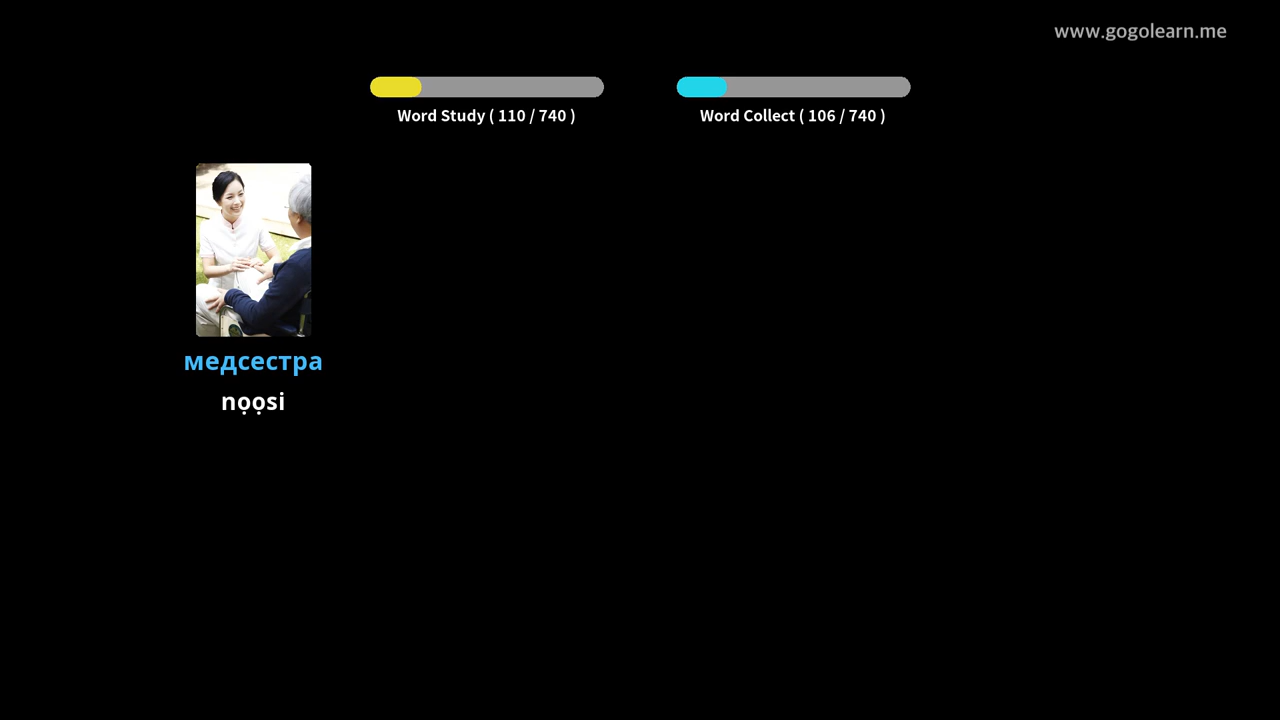 www.gogolearn.me
Word Study ( 110 / 740 )
Word Collect ( 106 / 740 )
медсестра
nọọsi